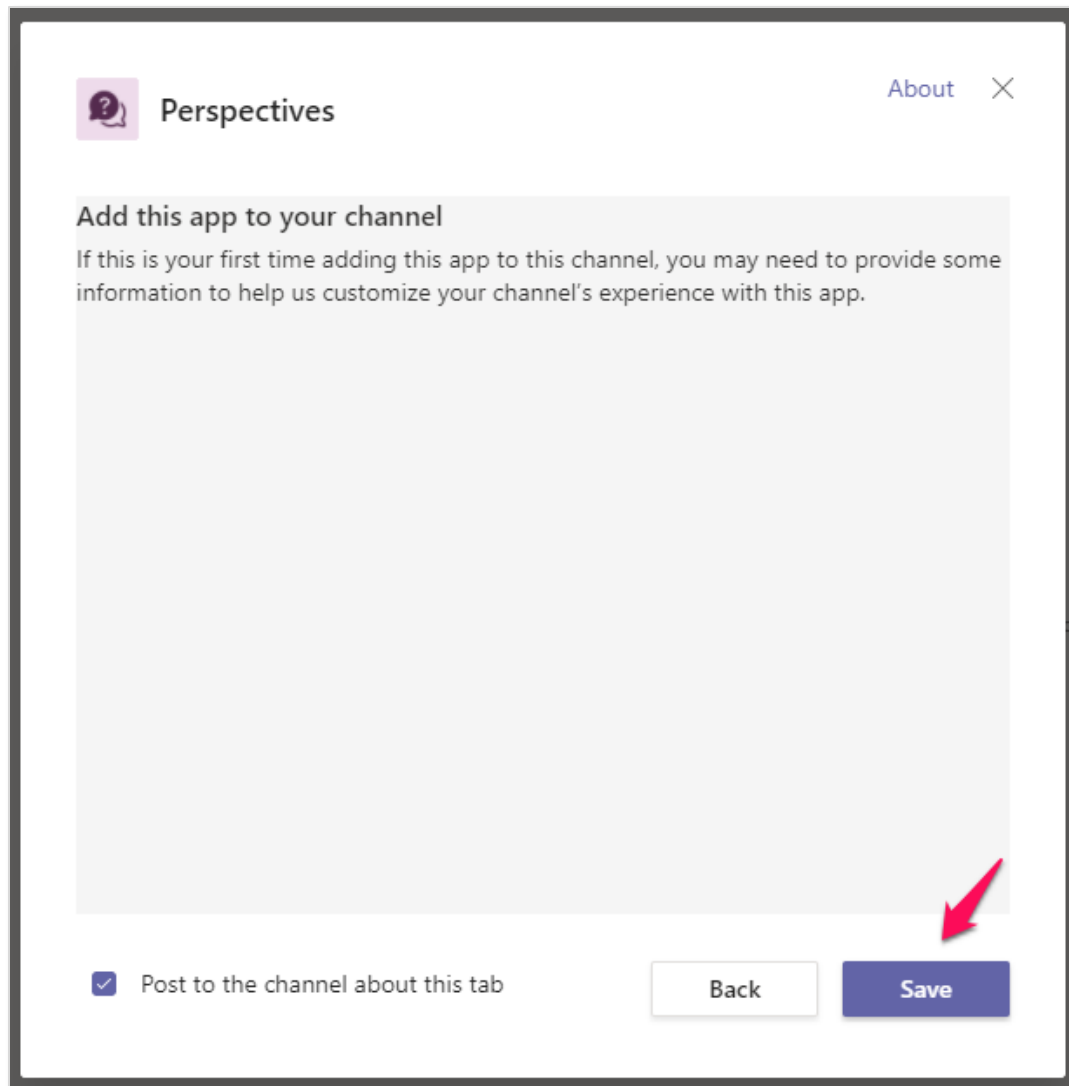 Perspectives
About
Add this app to your channel
If this is your first time adding this app to this channel, you may need to provide some
information to help us customize your channel's experience with this app.
Post to the channel about this tab
Back
Save